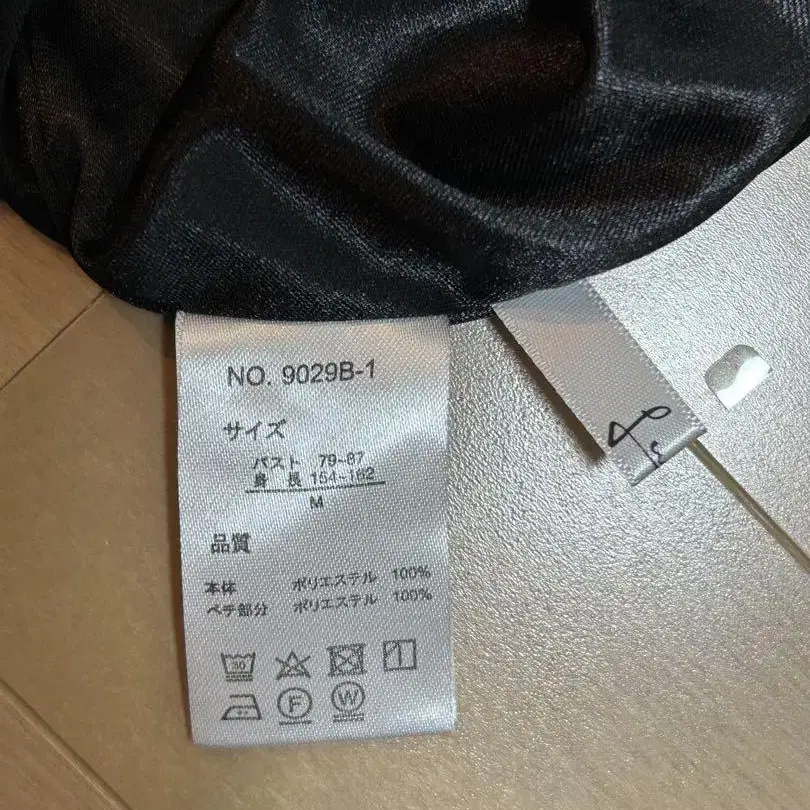 NO. 9029B-1
サイズ
バスト 79-87
身長 154-162
M
品質
本体 ポリエステル 100%
ペチ部分 ポリエステル 100%
30
F W